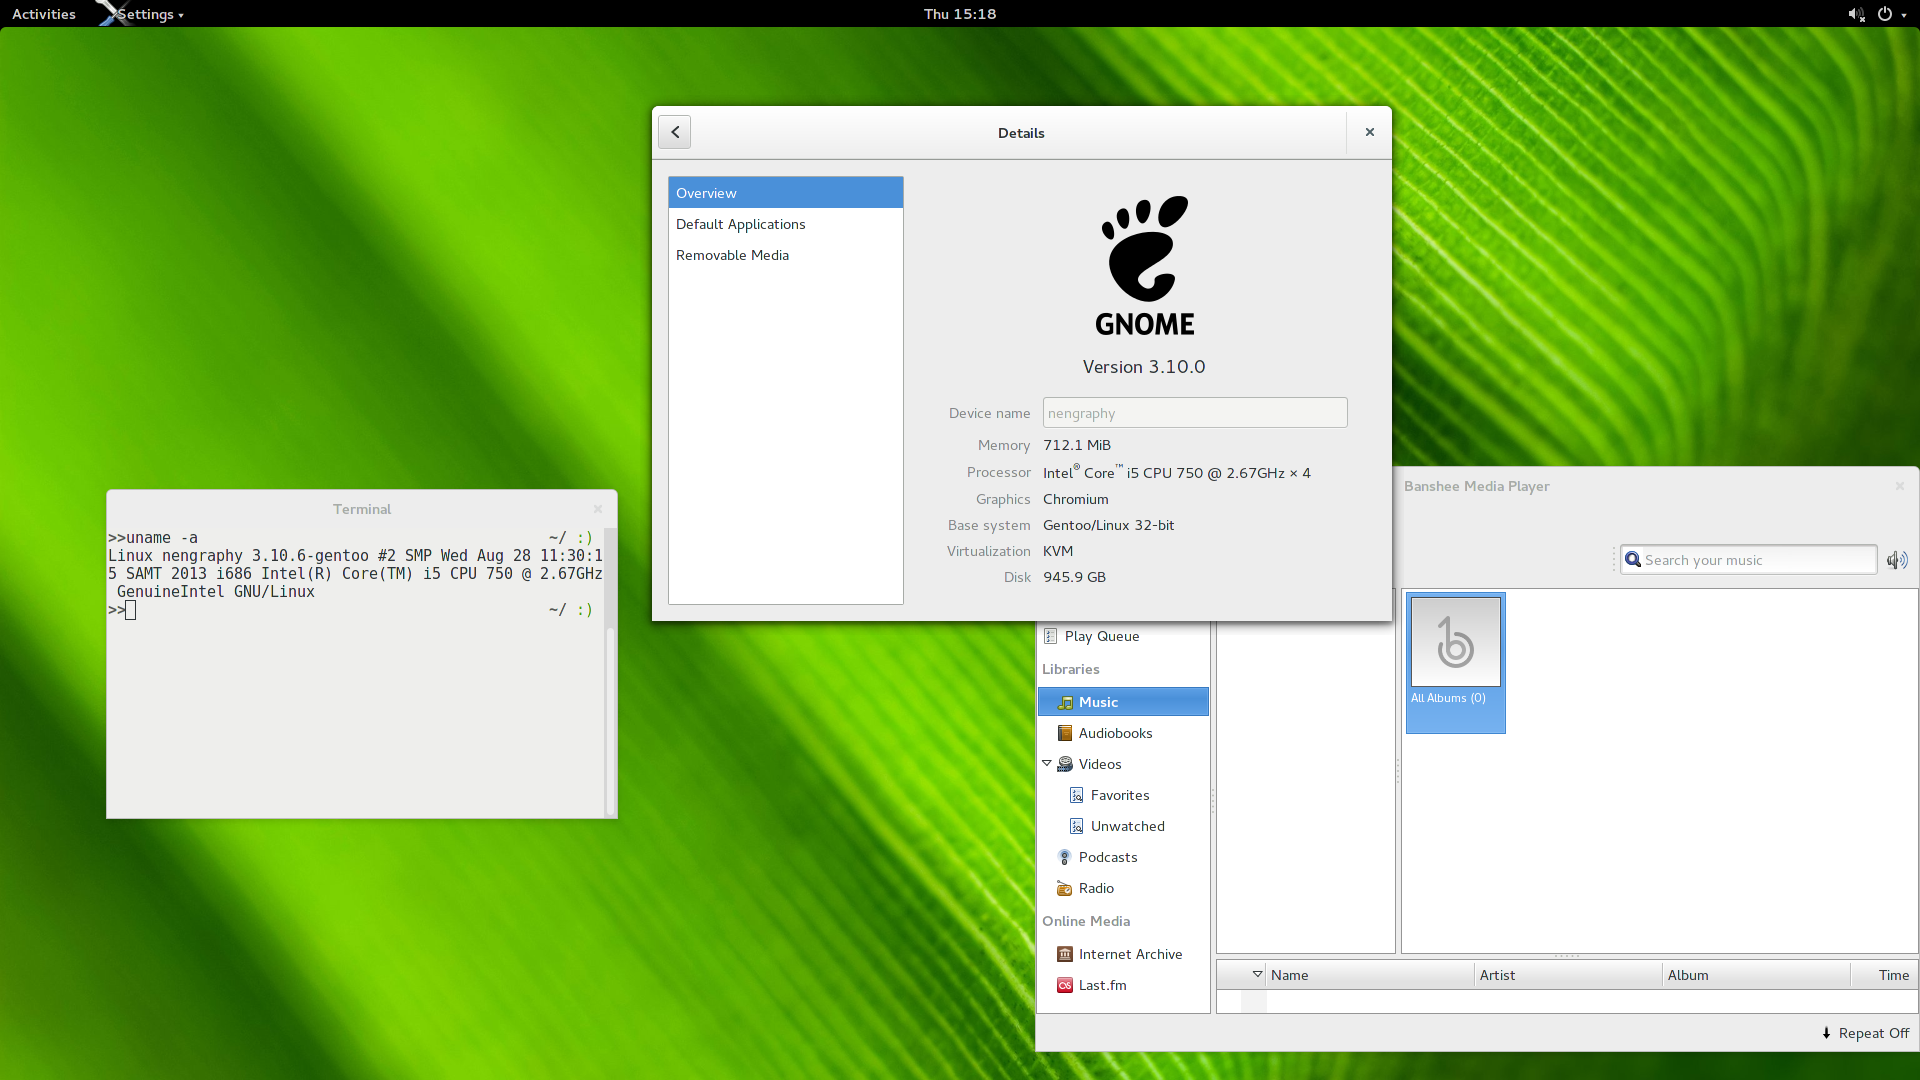 Activities
Settings
Thu 15:18
Details
Overview
Default Applications
Removable Media
GNOME
Version 3.10.0
Device name nengraphy
Memory 712.1 MiB
Processor Intel® Core™ i5 CPU 750 @ 2.67GHz × 4
Graphics Chromium
Base system Gentoo/Linux 32-bit
Virtualization KVM
Disk 945.9 GB
Terminal
>>uname -a ~/ :)
Linux nengraphy 3.10.6-gentoo #2 SMP Wed Aug 28 11:30:1
5 SAMT 2013 i686 Intel(R) Core(TM) i5 CPU 750 @ 2.67GHz
GenuineIntel GNU/Linux
>> ~/ :)
Banshee Media Player
Search your music
Play Queue
Libraries
Music
Audiobooks
Videos
Favorites
Unwatched
Podcasts
Radio
Online Media
Internet Archive
Last.fm
All Albums (0)
Name Artist Album Time
Repeat Off